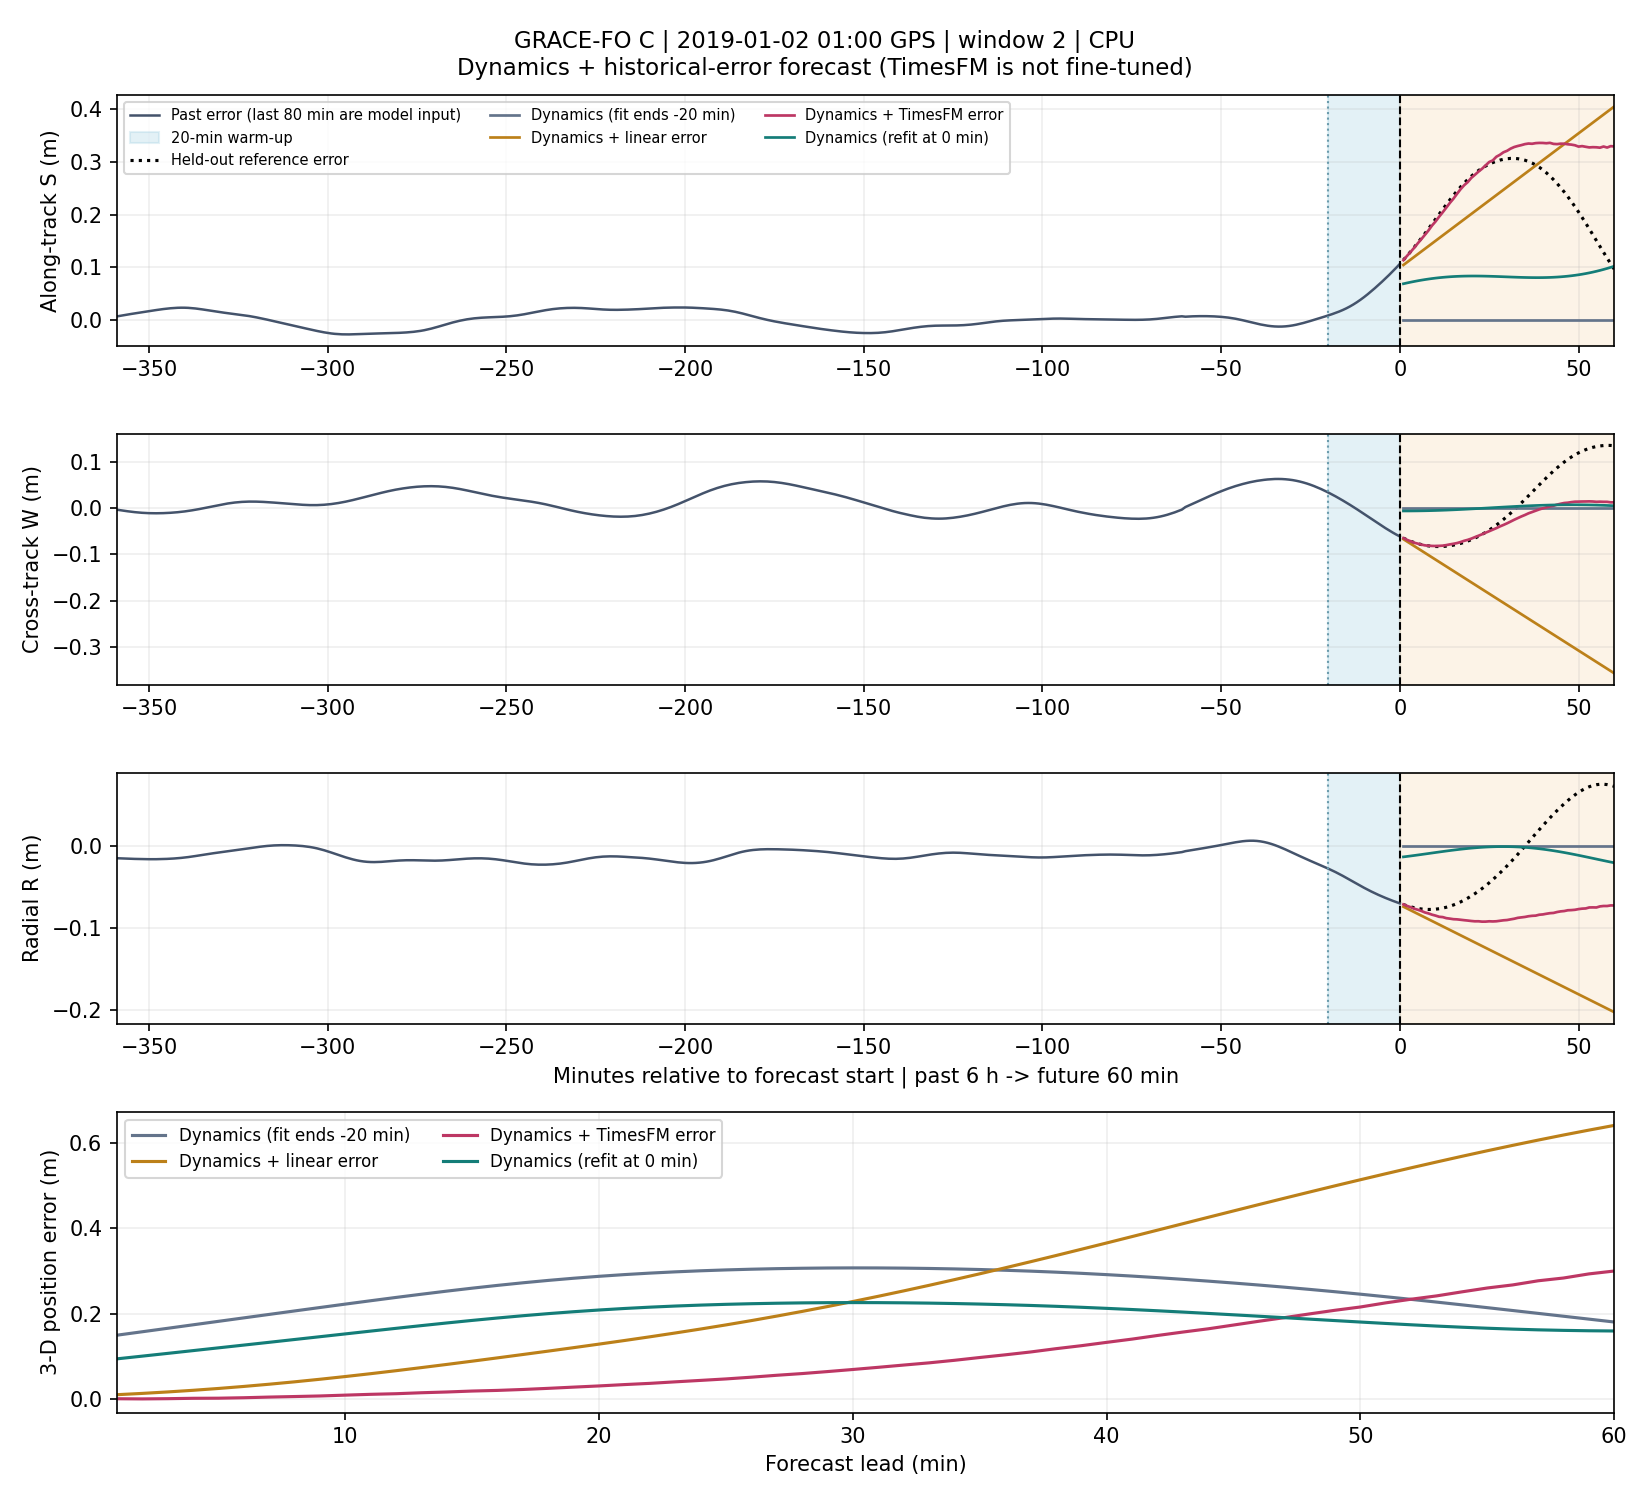 GRACE-FO C | 2019-01-02 01:00 GPS | window 2 | CPU
Dynamics + historical-error forecast (TimesFM is not fine-tuned)
Along-track S (m)
0.4
0.3
0.2
0.1
0.0
Past error (last 80 min are model input)
20-min warm-up
Held-out reference error
Dynamics (fit ends -20 min)
Dynamics + linear error
Dynamics + TimesFM error
Dynamics (refit at 0 min)
−350 −300 −250 −200 −150 −100 −50 0 50
Cross-track W (m)
0.1
0.0
−0.1
−0.2
−0.3
−350 −300 −250 −200 −150 −100 −50 0 50
Radial R (m)
0.0
−0.1
−0.2
−350 −300 −250 −200 −150 −100 −50 0 50
Minutes relative to forecast start | past 6 h -> future 60 min
3-D position error (m)
0.6
0.4
0.2
0.0
Dynamics (fit ends -20 min)
Dynamics + linear error
Dynamics + TimesFM error
Dynamics (refit at 0 min)
10 20 30 40 50 60
Forecast lead (min)